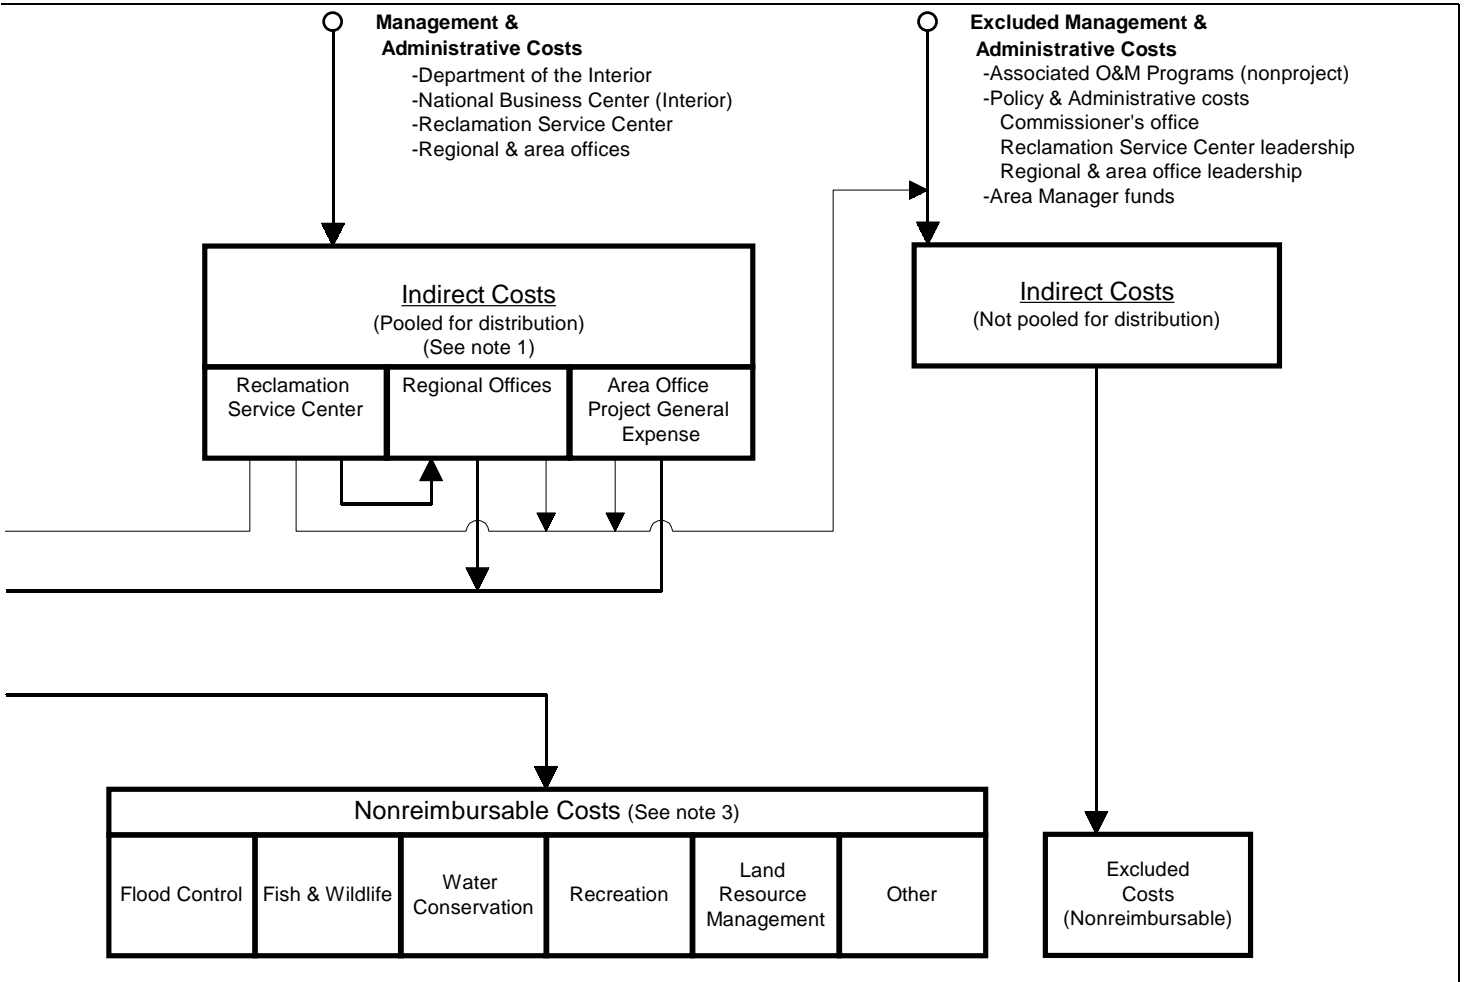 Management &
Administrative Costs
-Department of the Interior
-National Business Center (Interior)
-Reclamation Service Center
-Regional & area offices
Excluded Management &
Administrative Costs
-Associated O&M Programs (nonproject)
-Policy & Administrative costs
Commissioner's office
Reclamation Service Center leadership
Regional & area office leadership
-Area Manager funds
Indirect Costs
(Pooled for distribution)
(See note 1)
Reclamation
Service Center
Regional Offices
Area Office
Project General
Expense
Indirect Costs
(Not pooled for distribution)
Nonreimbursable Costs (See note 3)
Flood Control
Fish & Wildlife
Water
Conservation
Recreation
Land
Resource
Management
Other
Excluded
Costs
(Nonreimbursable)